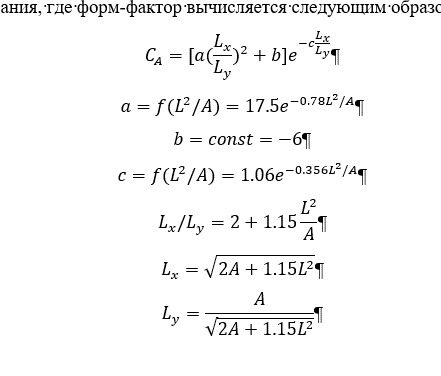 ания, где форм-фактор вычисляется следующим образо
C_A = [a(L_x/L_y)^2 + b]e^{-c L_x/L_y}¶
a = f(L^2/A) = 17.5e^{-0.78L^2/A}¶
b = const = -6¶
c = f(L^2/A) = 1.06e^{-0.356L^2/A}¶
L_x/L_y = 2 + 1.15 L^2/A¶
L_x = √(2A + 1.15L^2)¶
L_y = A/√(2A + 1.15L^2)¶